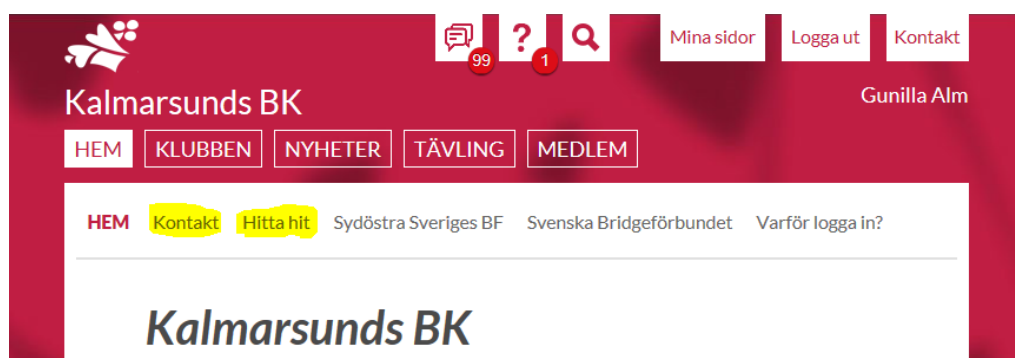 99 ? 1 Mina sidor Logga ut Kontakt
Kalmarsunds BK Gunilla Alm
HEM KLUBBEN NYHETER TÄVLING MEDLEM
HEM Kontakt Hitta hit Sydöstra Sveriges BF Svenska Bridgeförbundet Varför logga in?
Kalmarsunds BK